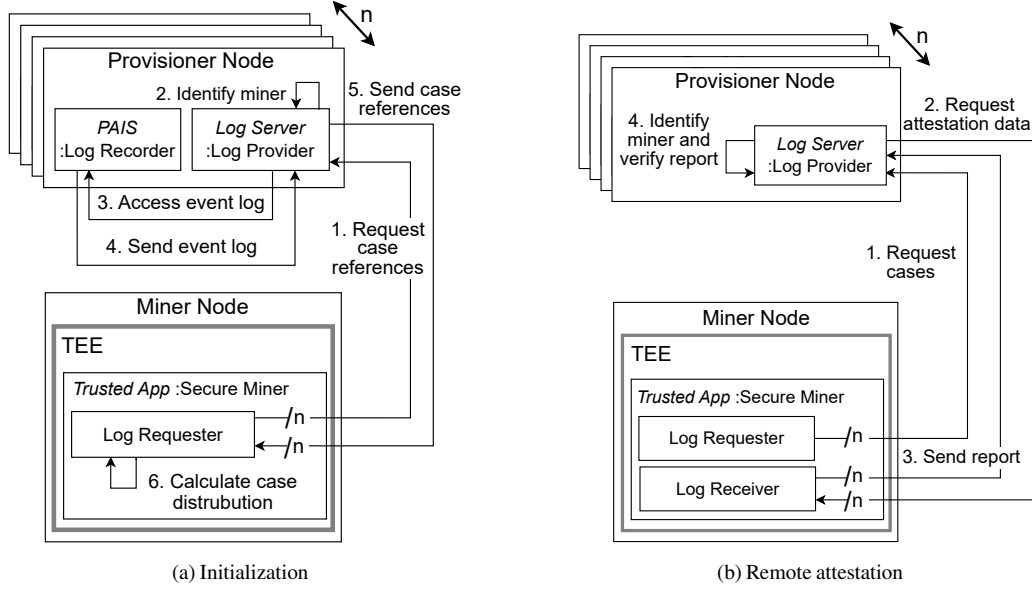 n
Provisioner Node
2. Identify miner
PAIS
:Log Recorder
Log Server
:Log Provider
5. Send case
references
3. Access event log
4. Send event log
1. Request
case
references
Miner Node
TEE
Trusted App :Secure Miner
Log Requester
/n
/n
6. Calculate case
distrubution
(a) Initialization
n
Provisioner Node
4. Identify
miner and
verify report
Log Server
:Log Provider
2. Request
attestation data
1. Request
cases
Miner Node
TEE
Trusted App :Secure Miner
Log Requester
/n
3. Send report
Log Receiver
/n
/n
(b) Remote attestation